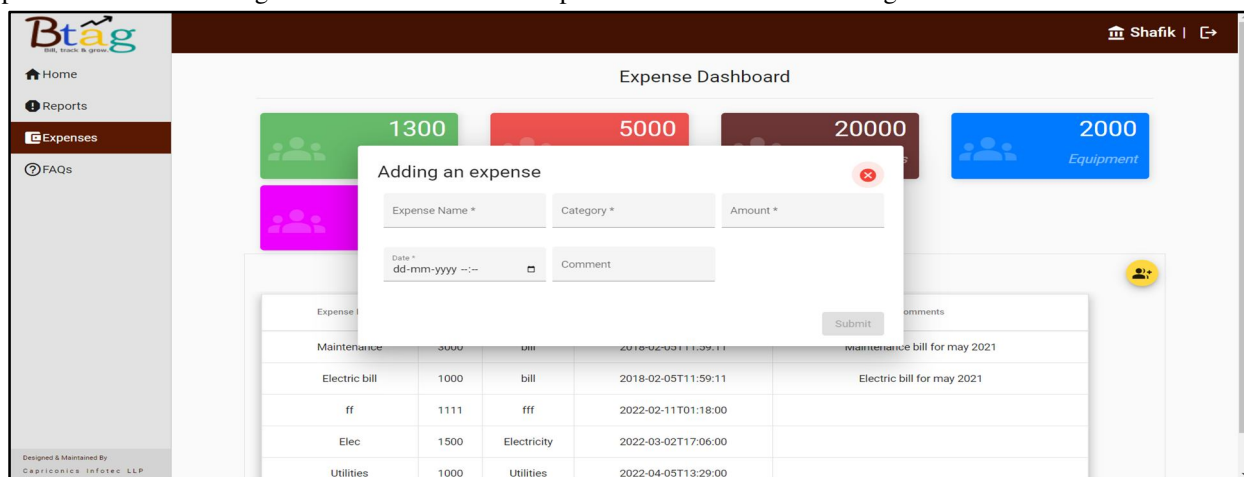 Btag
Bill, track & grow.
Shafik |
Home
Reports
Expenses
FAQs
Expense Dashboard
1300
5000
20000
2000
Equipment
Adding an expense
Expense Name *
Category *
Amount *
Date *
dd-mm-yyyy --:--
Comment
Submit
Expense
Maintenance 3000 bill 2018-02-05T11:59:11 Maintenance bill for may 2021
Electric bill 1000 bill 2018-02-05T11:59:11 Electric bill for may 2021
ff 1111 fff 2022-02-11T01:18:00
Elec 1500 Electricity 2022-03-02T17:06:00
Utilities 1000 Utilities 2022-04-05T13:29:00
Designed & Maintained By
Capriconics Infotec LLP